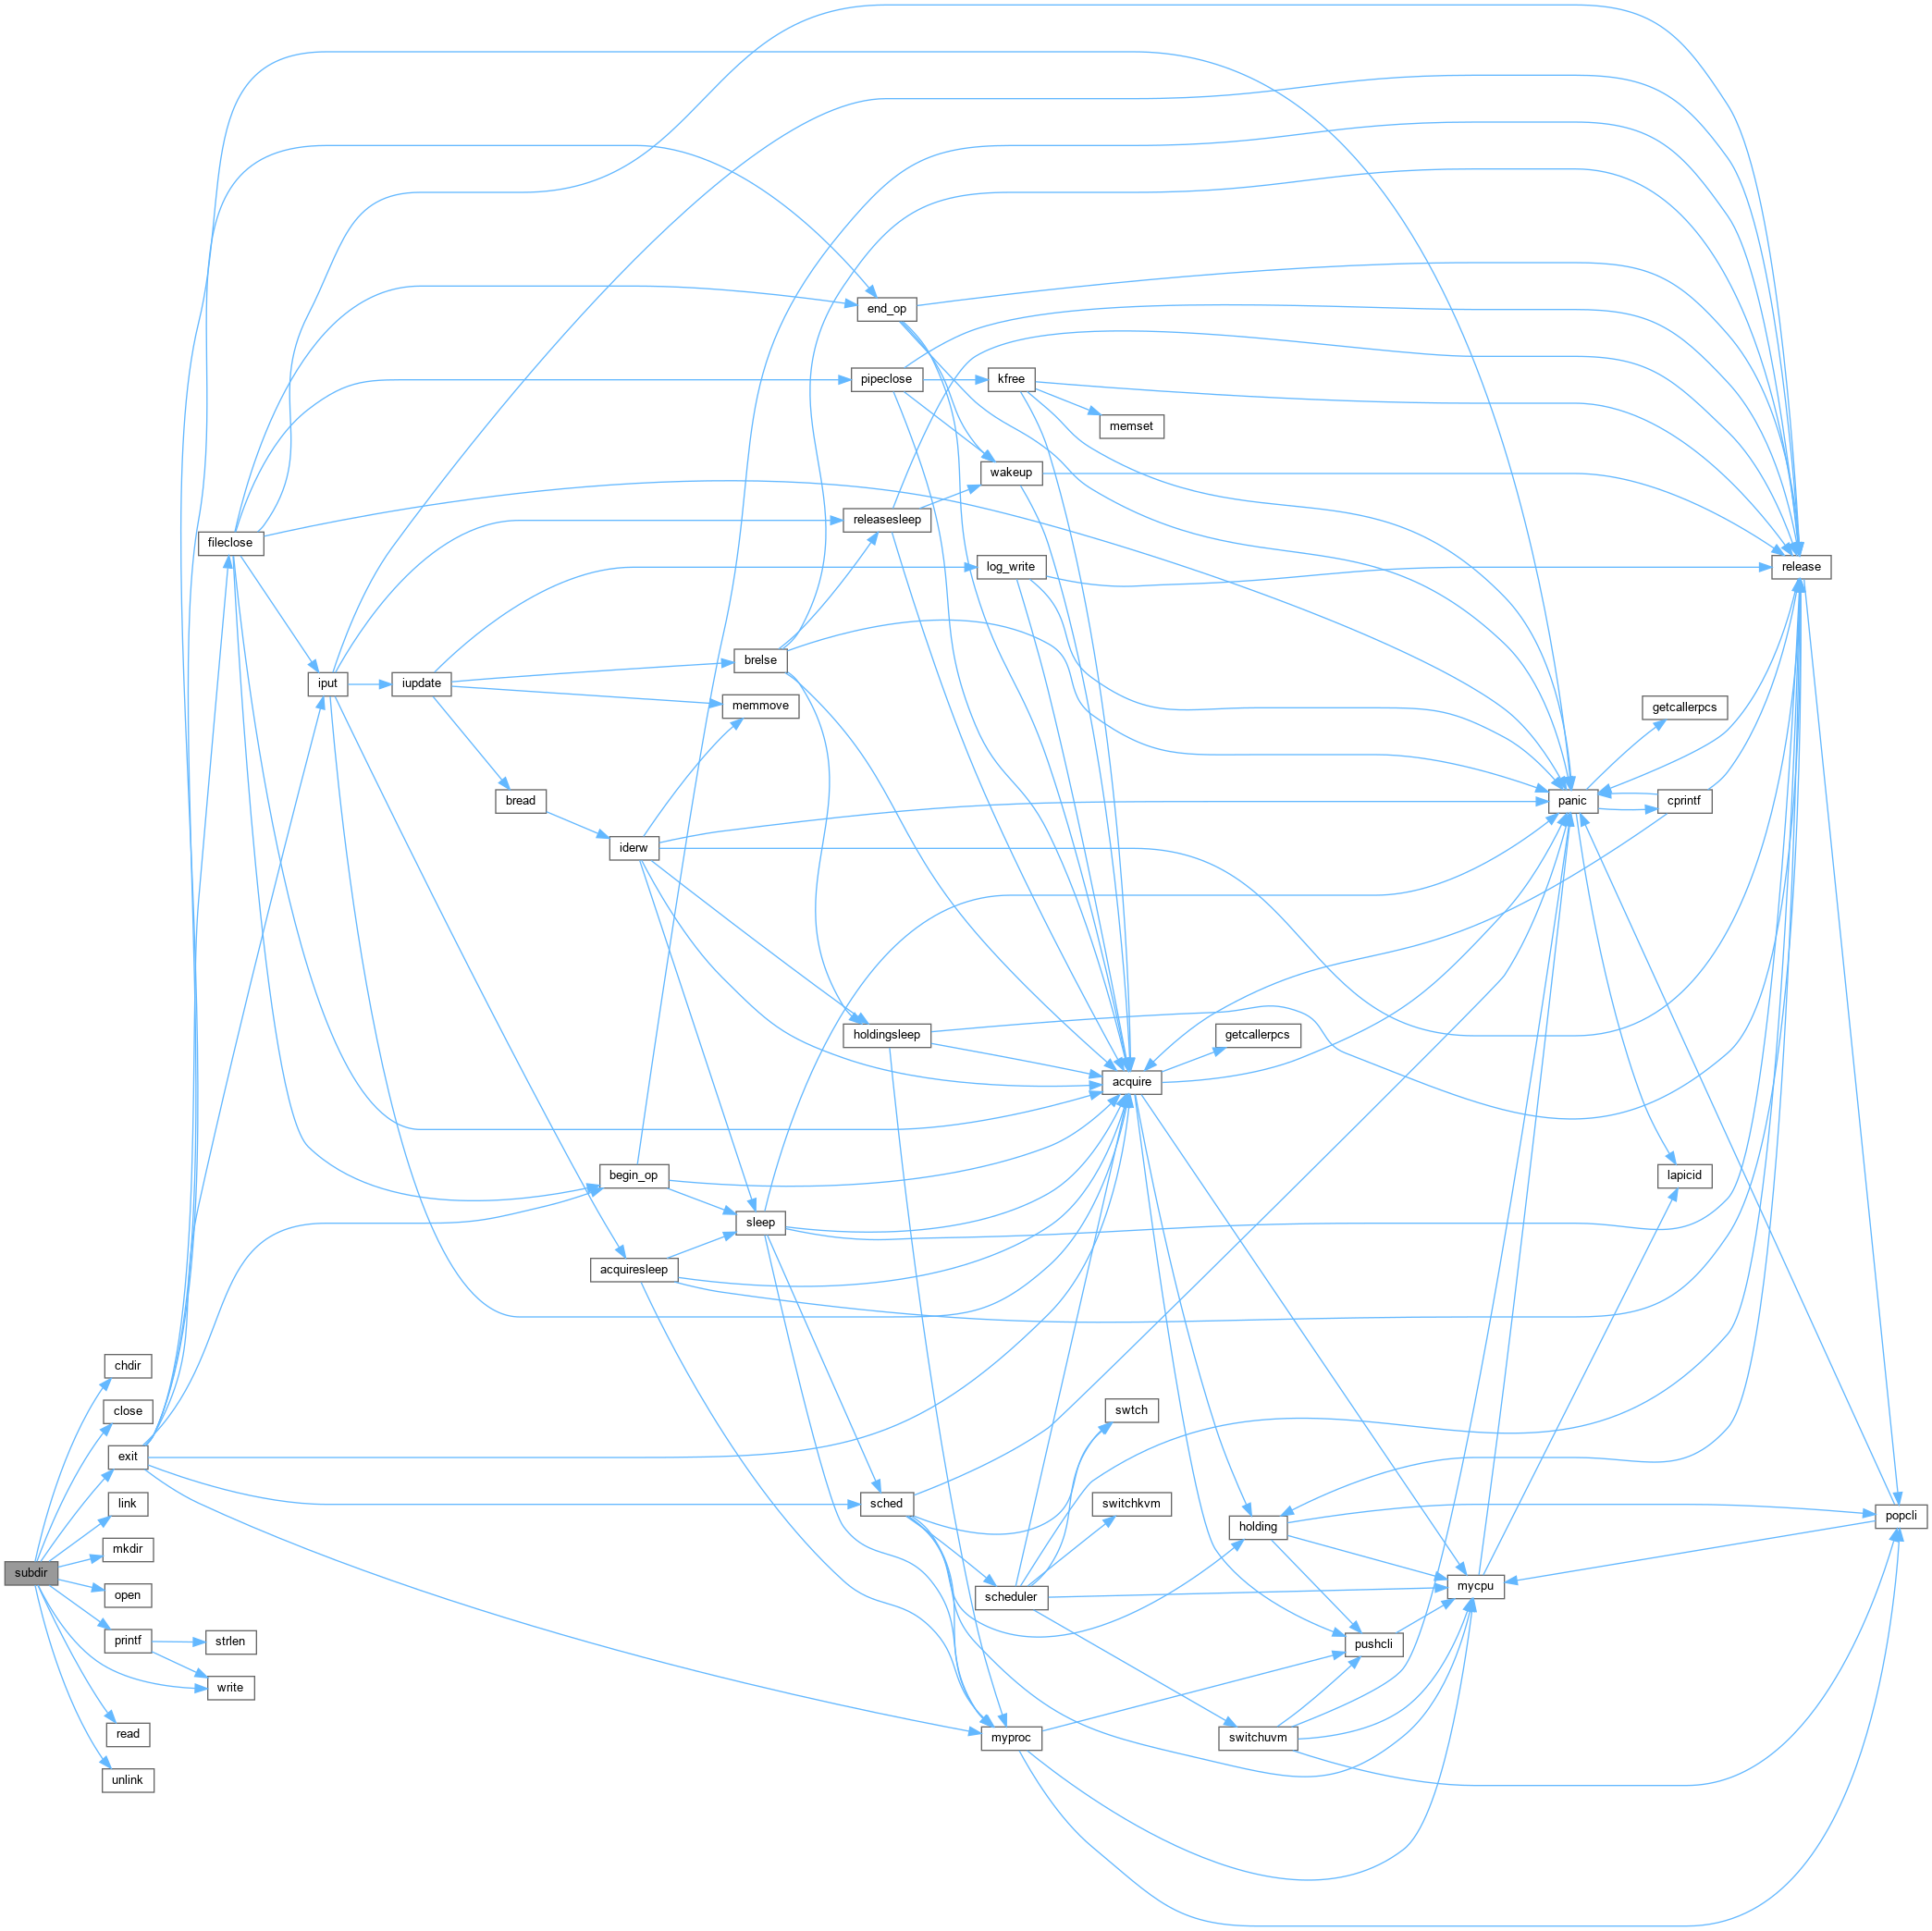 end_op
pipeclose
kfree
memset
wakeup
releasesleep
fileclose
log_write
release
brelse
iput
iupdate
memmove
getcallerpcs
bread
panic
cprintf
iderw
holdingsleep
getcallerpcs
acquire
begin_op
lapicid
sleep
acquiresleep
chdir
close
swtch
exit
link
sched
switchkvm
popcli
holding
mkdir
subdir
mycpu
open
scheduler
printf
strlen
pushcli
write
read
myproc
switchuvm
unlink